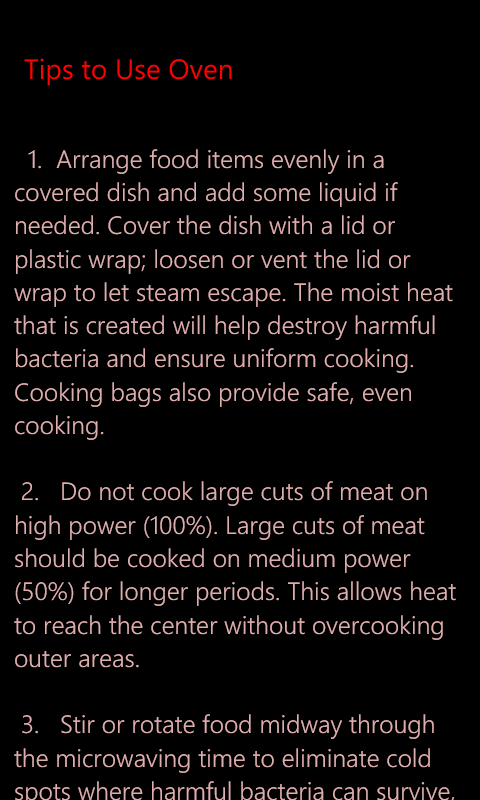 Tips to Use Oven
1. Arrange food items evenly in a
covered dish and add some liquid if
needed. Cover the dish with a lid or
plastic wrap; loosen or vent the lid or
wrap to let steam escape. The moist heat
that is created will help destroy harmful
bacteria and ensure uniform cooking.
Cooking bags also provide safe, even
cooking.
2. Do not cook large cuts of meat on
high power (100%). Large cuts of meat
should be cooked on medium power
(50%) for longer periods. This allows heat
to reach the center without overcooking
outer areas.
3. Stir or rotate food midway through
the microwaving time to eliminate cold
spots where harmful bacteria can survive,